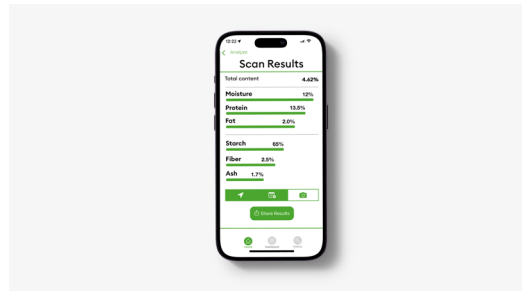 12:22
Analyze
Scan Results
Total content 4.62%
Moisture 12%
Protein 13.5%
Fat 2.0%
Starch 65%
Fiber 2.5%
Ash 1.7%
Share Results